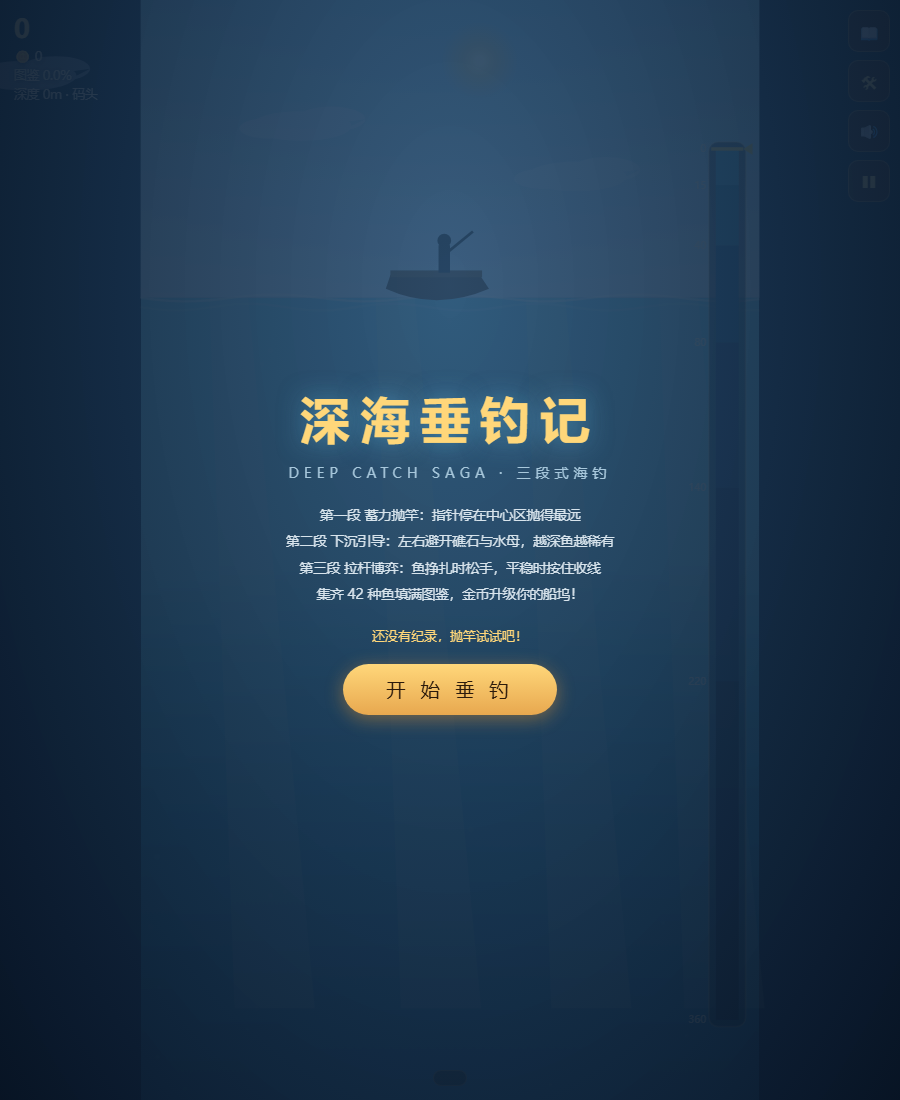 0
0
图鉴 0.0%
深度 0m · 码头
深海垂钓记
DEEP CATCH SAGA · 三段式海钓
第一段 蓄力抛竿：指针停在中心区抛得最远
第二段 下沉引导：左右避开礁石与水母，越深鱼越稀有
第三段 拉杆博弈：鱼挣扎时松手，平稳时按住收线
集齐 42 种鱼填满图鉴，金币升级你的船坞！
还没有纪录，抛竿试试吧！
开始垂钓
360